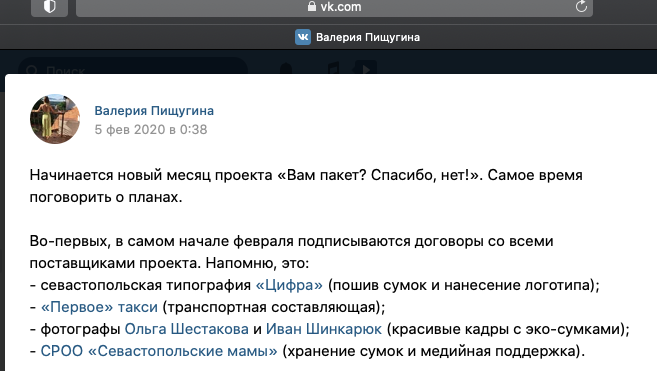 vk.com
Валерия Пищугина
Поиск
Валерия Пищугина
5 фев 2020 в 0:38
Начинается новый месяц проекта «Вам пакет? Спасибо, нет!». Самое время
поговорить о планах.
Во-первых, в самом начале февраля подписываются договоры со всеми
поставщиками проекта. Напомню, это:
- севастопольская типография «Цифра» (пошив сумок и нанесение логотипа);
- «Первое» такси (транспортная составляющая);
- фотографы Ольга Шестакова и Иван Шинкарюк (красивые кадры с эко-сумками);
- СРОО «Севастопольские мамы» (хранение сумок и медийная поддержка).